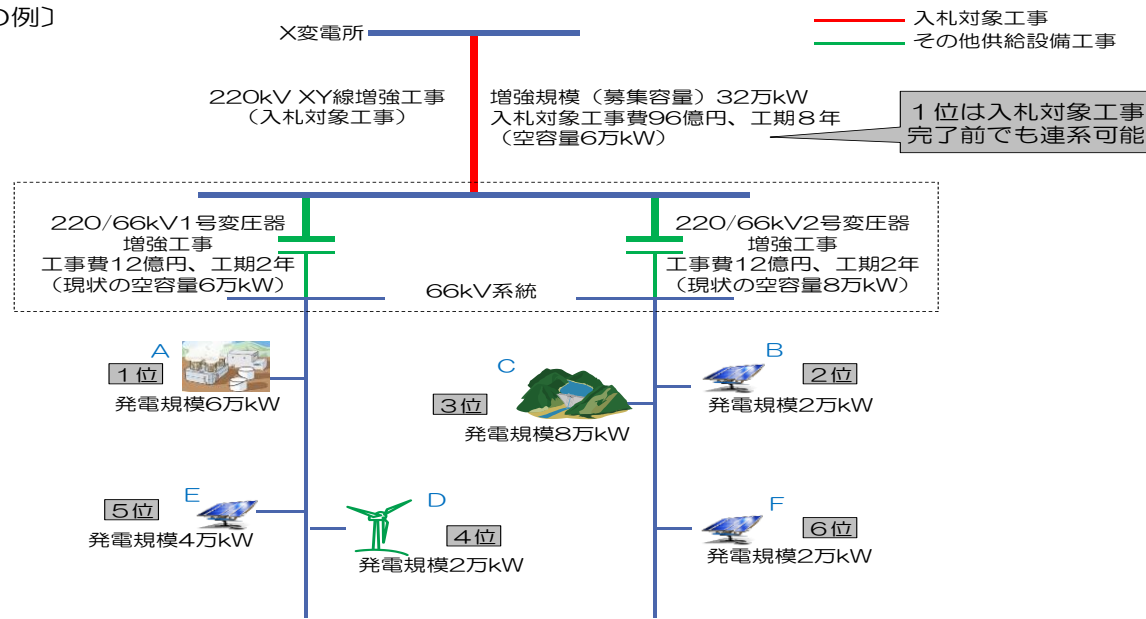 の例〕
X変電所
入札対象工事
その他供給設備工事
220kV XY線増強工事
（入札対象工事）
増強規模（募集容量）32万kW
入札対象工事費96億円、工期８年
（空容量6万kW）
１位は入札対象工事
完了前でも連系可能
220/66kV1号変圧器
増強工事
工事費12億円、工期2年
（現状の空容量6万kW）
220/66kV2号変圧器
増強工事
工事費12億円、工期2年
（現状の空容量8万kW）
66kV系統
A
１位
発電規模6万kW
C
３位
発電規模8万kW
B
２位
発電規模2万kW
E
５位
発電規模4万kW
D
４位
発電規模2万kW
F
６位
発電規模2万kW